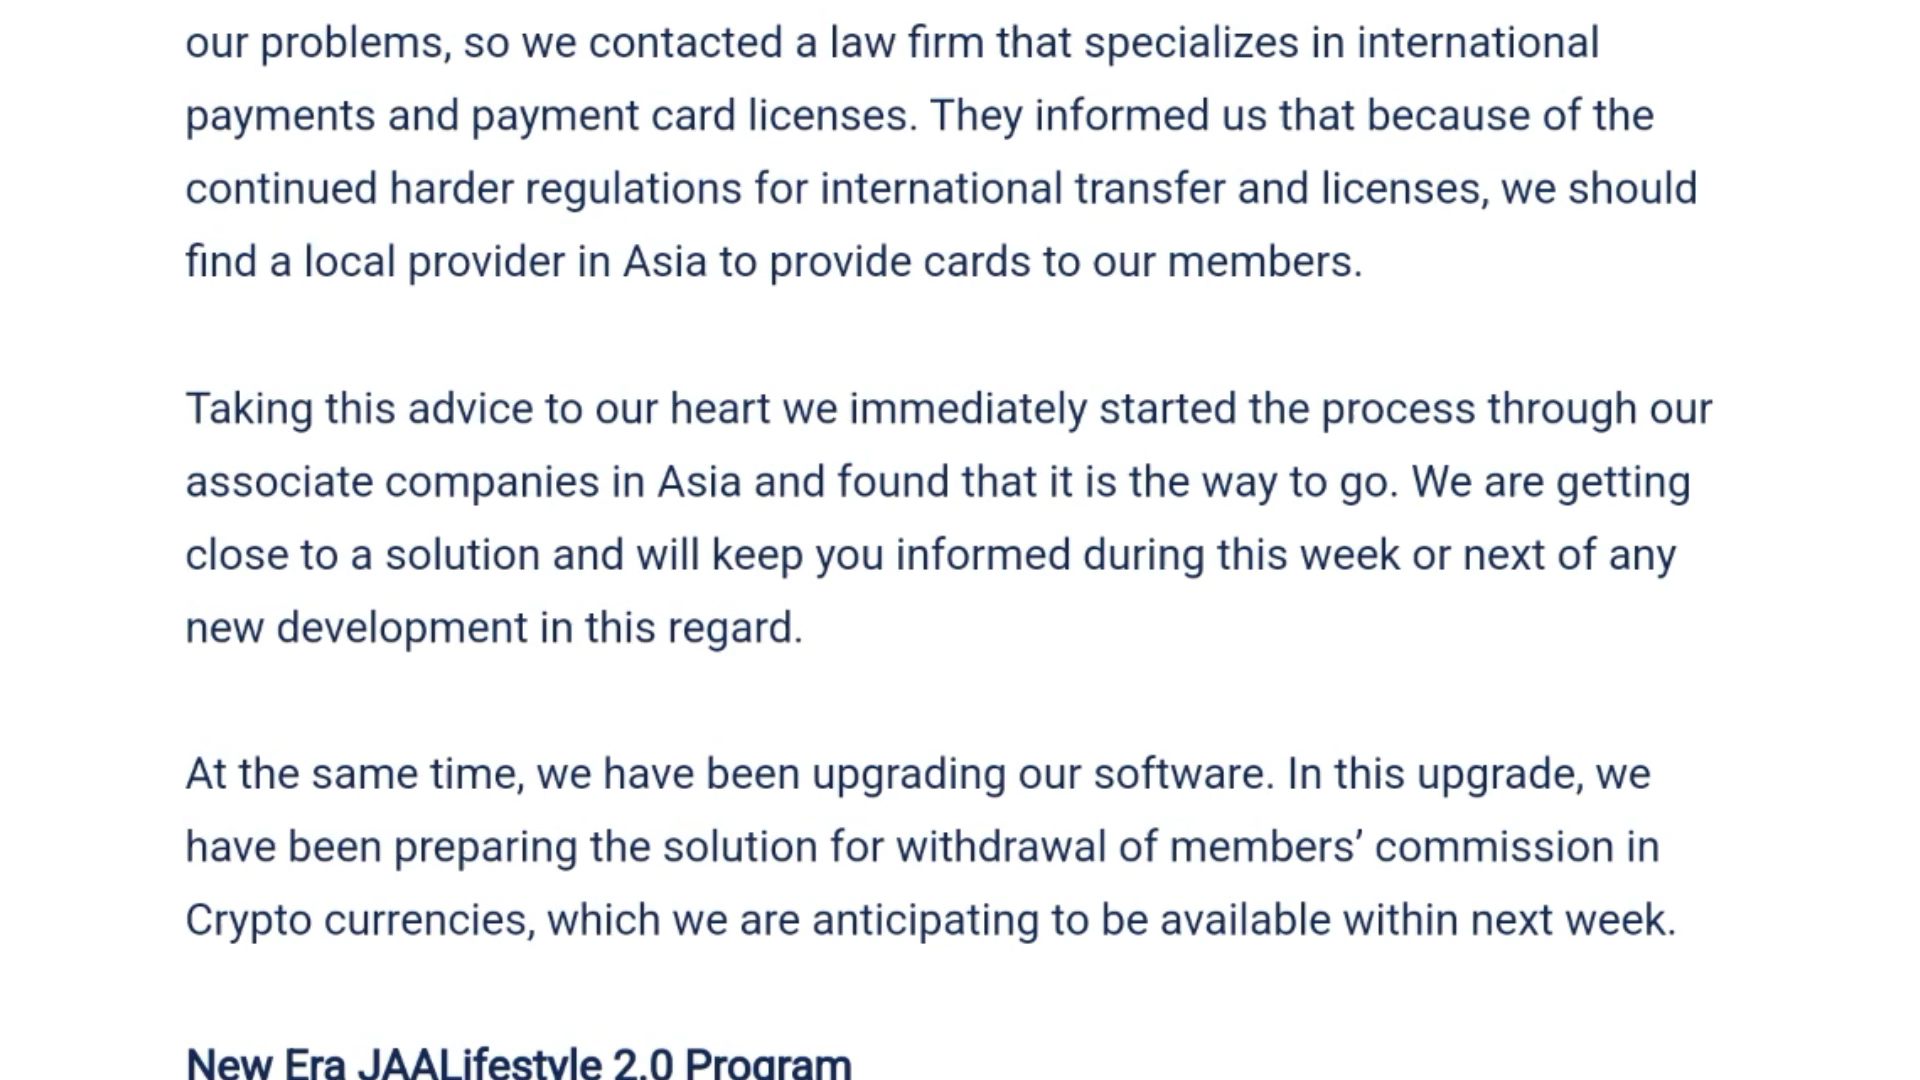 our problems, so we contacted a law firm that specializes in international
payments and payment card licenses. They informed us that because of the
continued harder regulations for international transfer and licenses, we should
find a local provider in Asia to provide cards to our members.
Taking this advice to our heart we immediately started the process through our
associate companies in Asia and found that it is the way to go. We are getting
close to a solution and will keep you informed during this week or next of any
new development in this regard.
At the same time, we have been upgrading our software. In this upgrade, we
have been preparing the solution for withdrawal of members’ commission in
Crypto currencies, which we are anticipating to be available within next week.
New Era JAALifestyle 2.0 Program